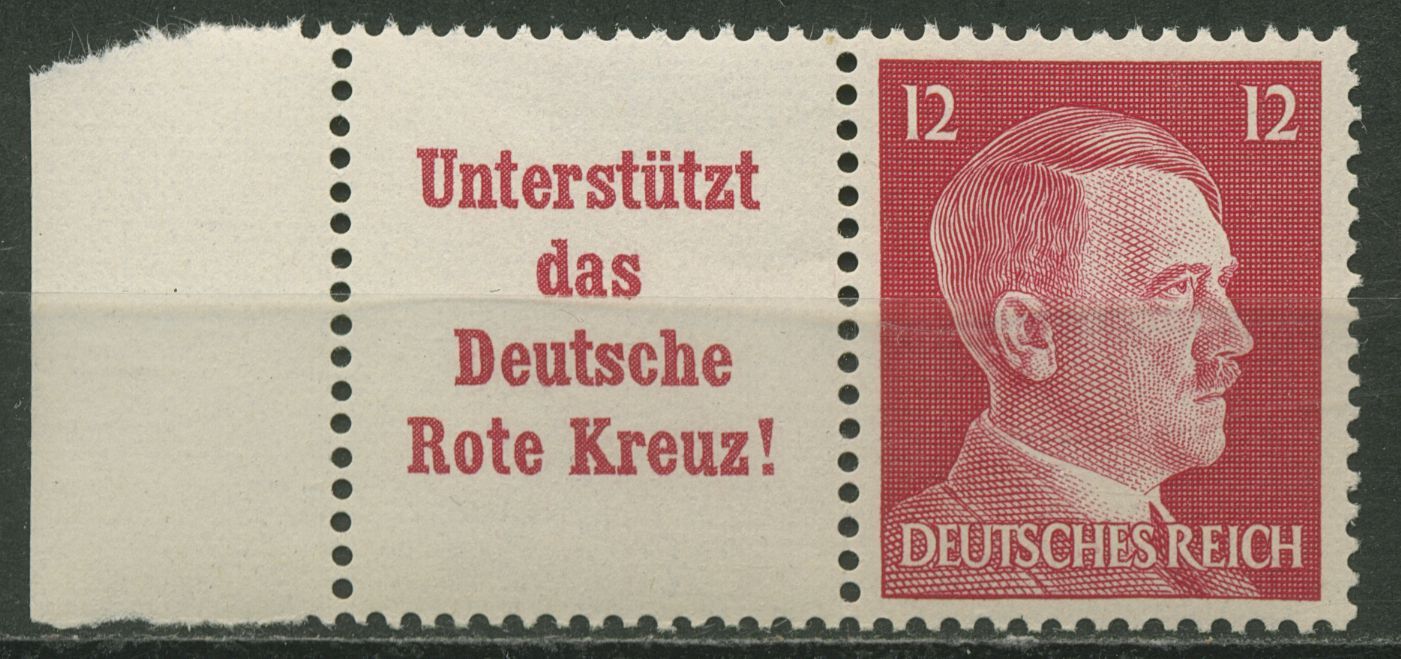 Unterstützt
das
Deutsche
Rote Kreuz!
12 12
DEUTSCHES REICH